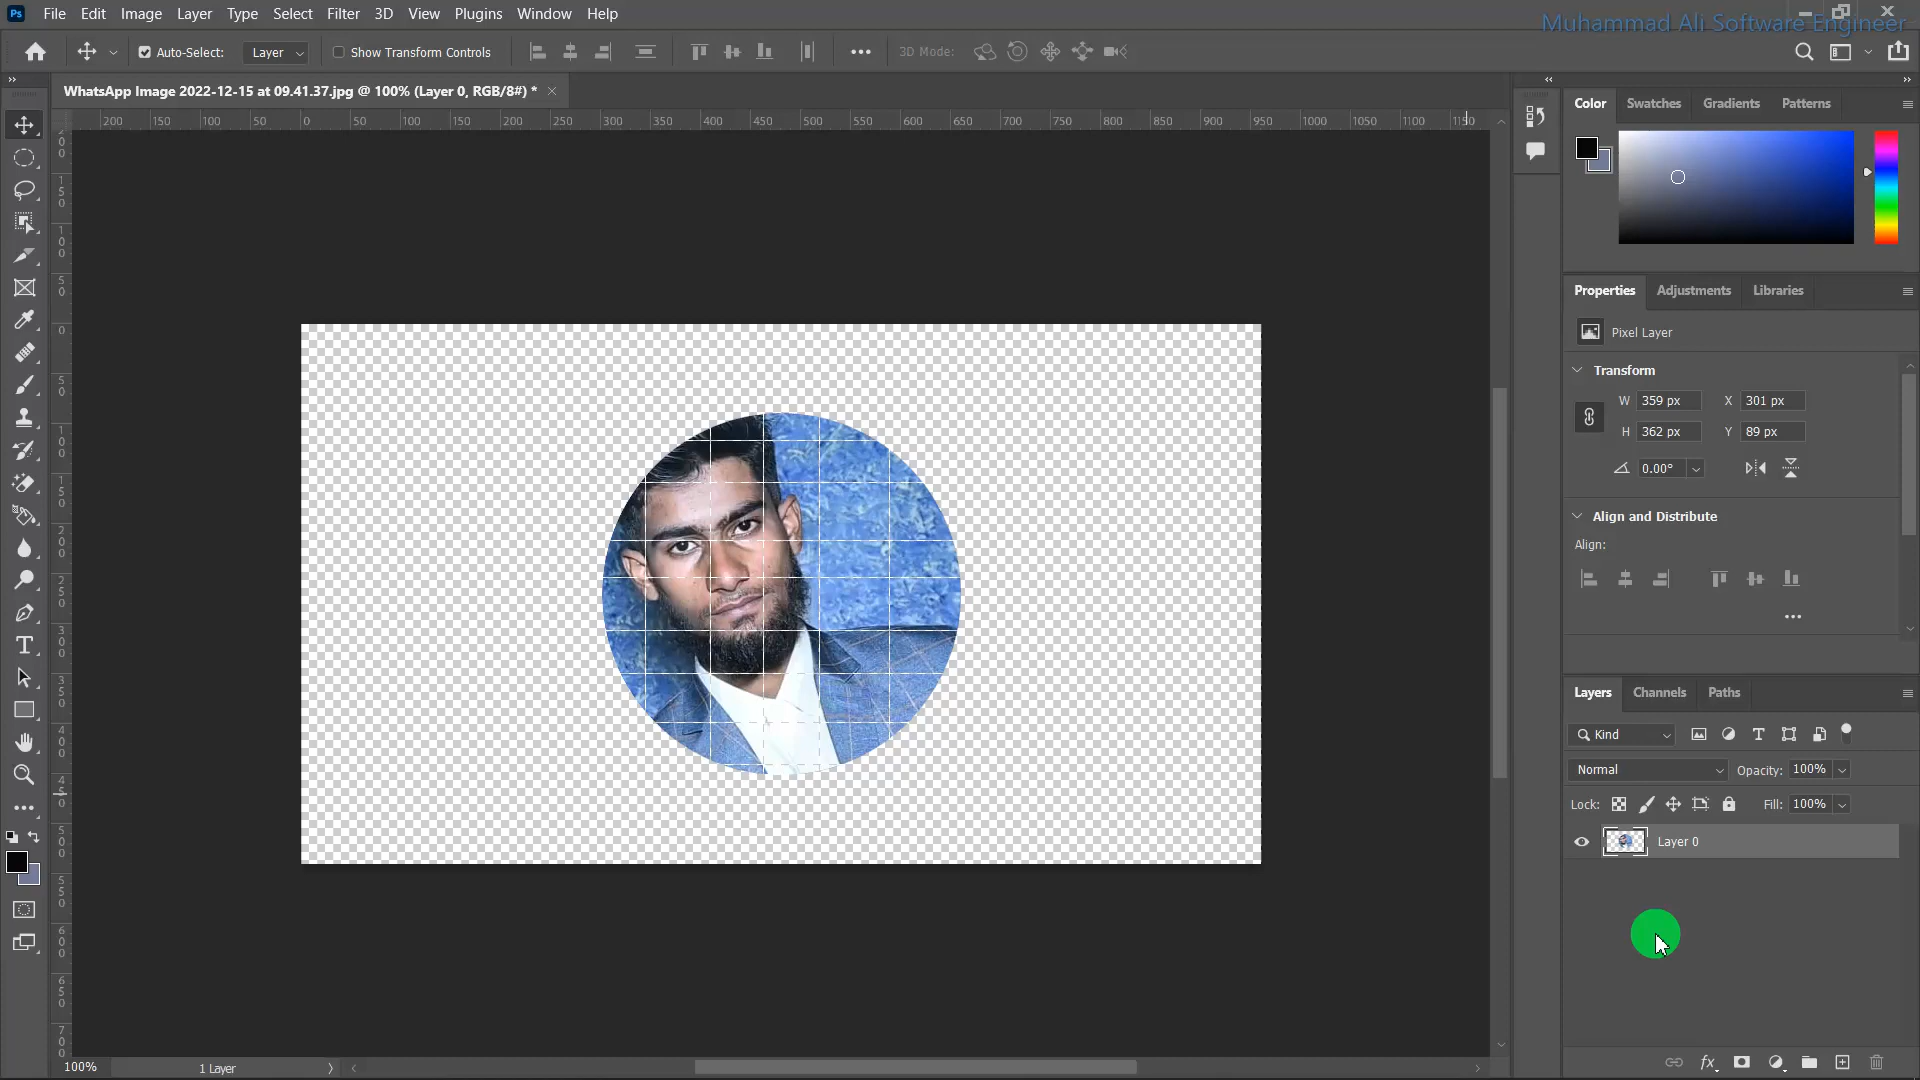 Ps File Edit Image Layer Type Select Filter 3D View Plugins Window Help
Muhammad Ali Software Engineer
Auto-Select: Layer Show Transform Controls 3D Mode:
WhatsApp Image 2022-12-15 at 09.41.37.jpg @ 100% (Layer 0, RGB/8#) *
200 150 100 50 0 50 100 150 200 250 300 350 400 450 500 550 600 650 700 750 800 850 900 950 1000 1050 1100 1150
Color Swatches Gradients Patterns
Properties Adjustments Libraries
Pixel Layer
Transform
W 359 px X 301 px
H 362 px Y 89 px
0.00°
Align and Distribute
Align:
Layers Channels Paths
Kind
Normal Opacity: 100%
Lock: Fill: 100%
Layer 0
fx
100% 1 Layer